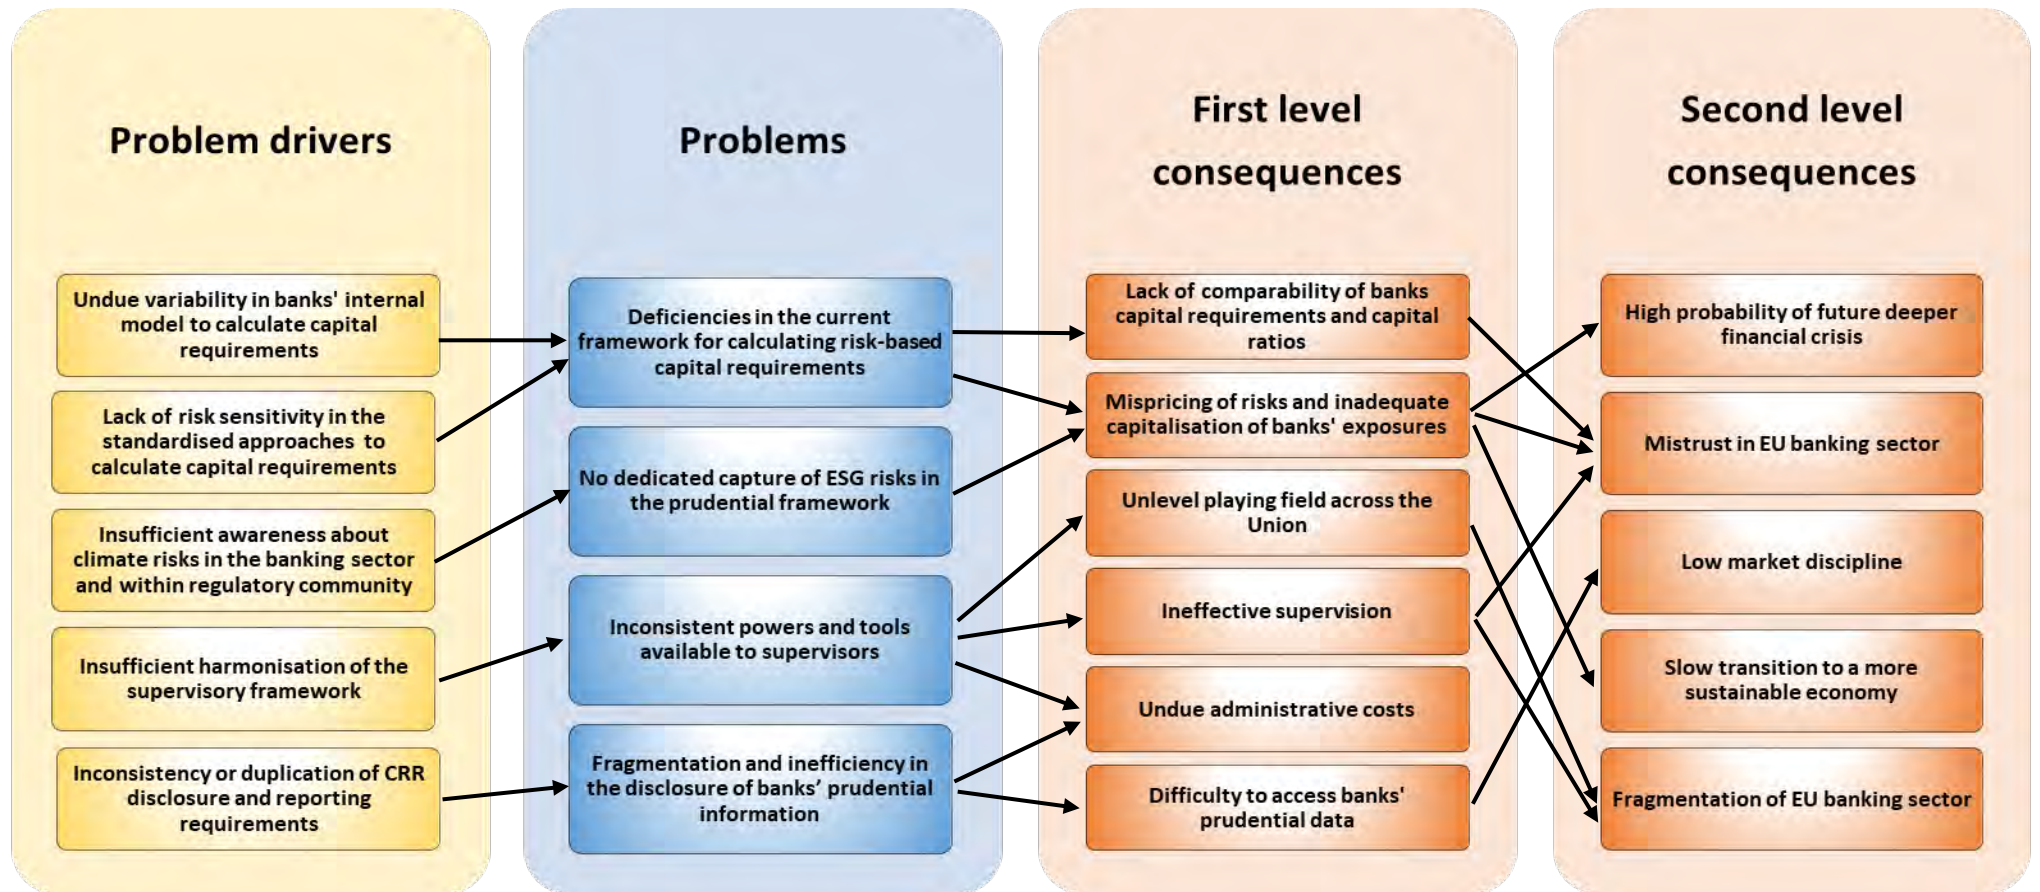 Problem drivers
Undue variability in banks' internal
model to calculate capital
requirements
Lack of risk sensitivity in the
standardised approaches to
calculate capital requirements
Insufficient awareness about
climate risks in the banking sector
and within regulatory community
Insufficient harmonisation of the
supervisory framework
Inconsistency or duplication of CRR
disclosure and reporting
requirements
Problems
Deficiencies in the current
framework for calculating risk-based
capital requirements
No dedicated capture of ESG risks in
the prudential framework
Inconsistent powers and tools
available to supervisors
Fragmentation and inefficiency in
the disclosure of banks’ prudential
information
First level
consequences
Lack of comparability of banks
capital requirements and capital
ratios
Mispricing of risks and inadequate
capitalisation of banks' exposures
Unlevel playing field across the
Union
Ineffective supervision
Undue administrative costs
Difficulty to access banks'
prudential data
Second level
consequences
High probability of future deeper
financial crisis
Mistrust in EU banking sector
Low market discipline
Slow transition to a more
sustainable economy
Fragmentation of EU banking sector